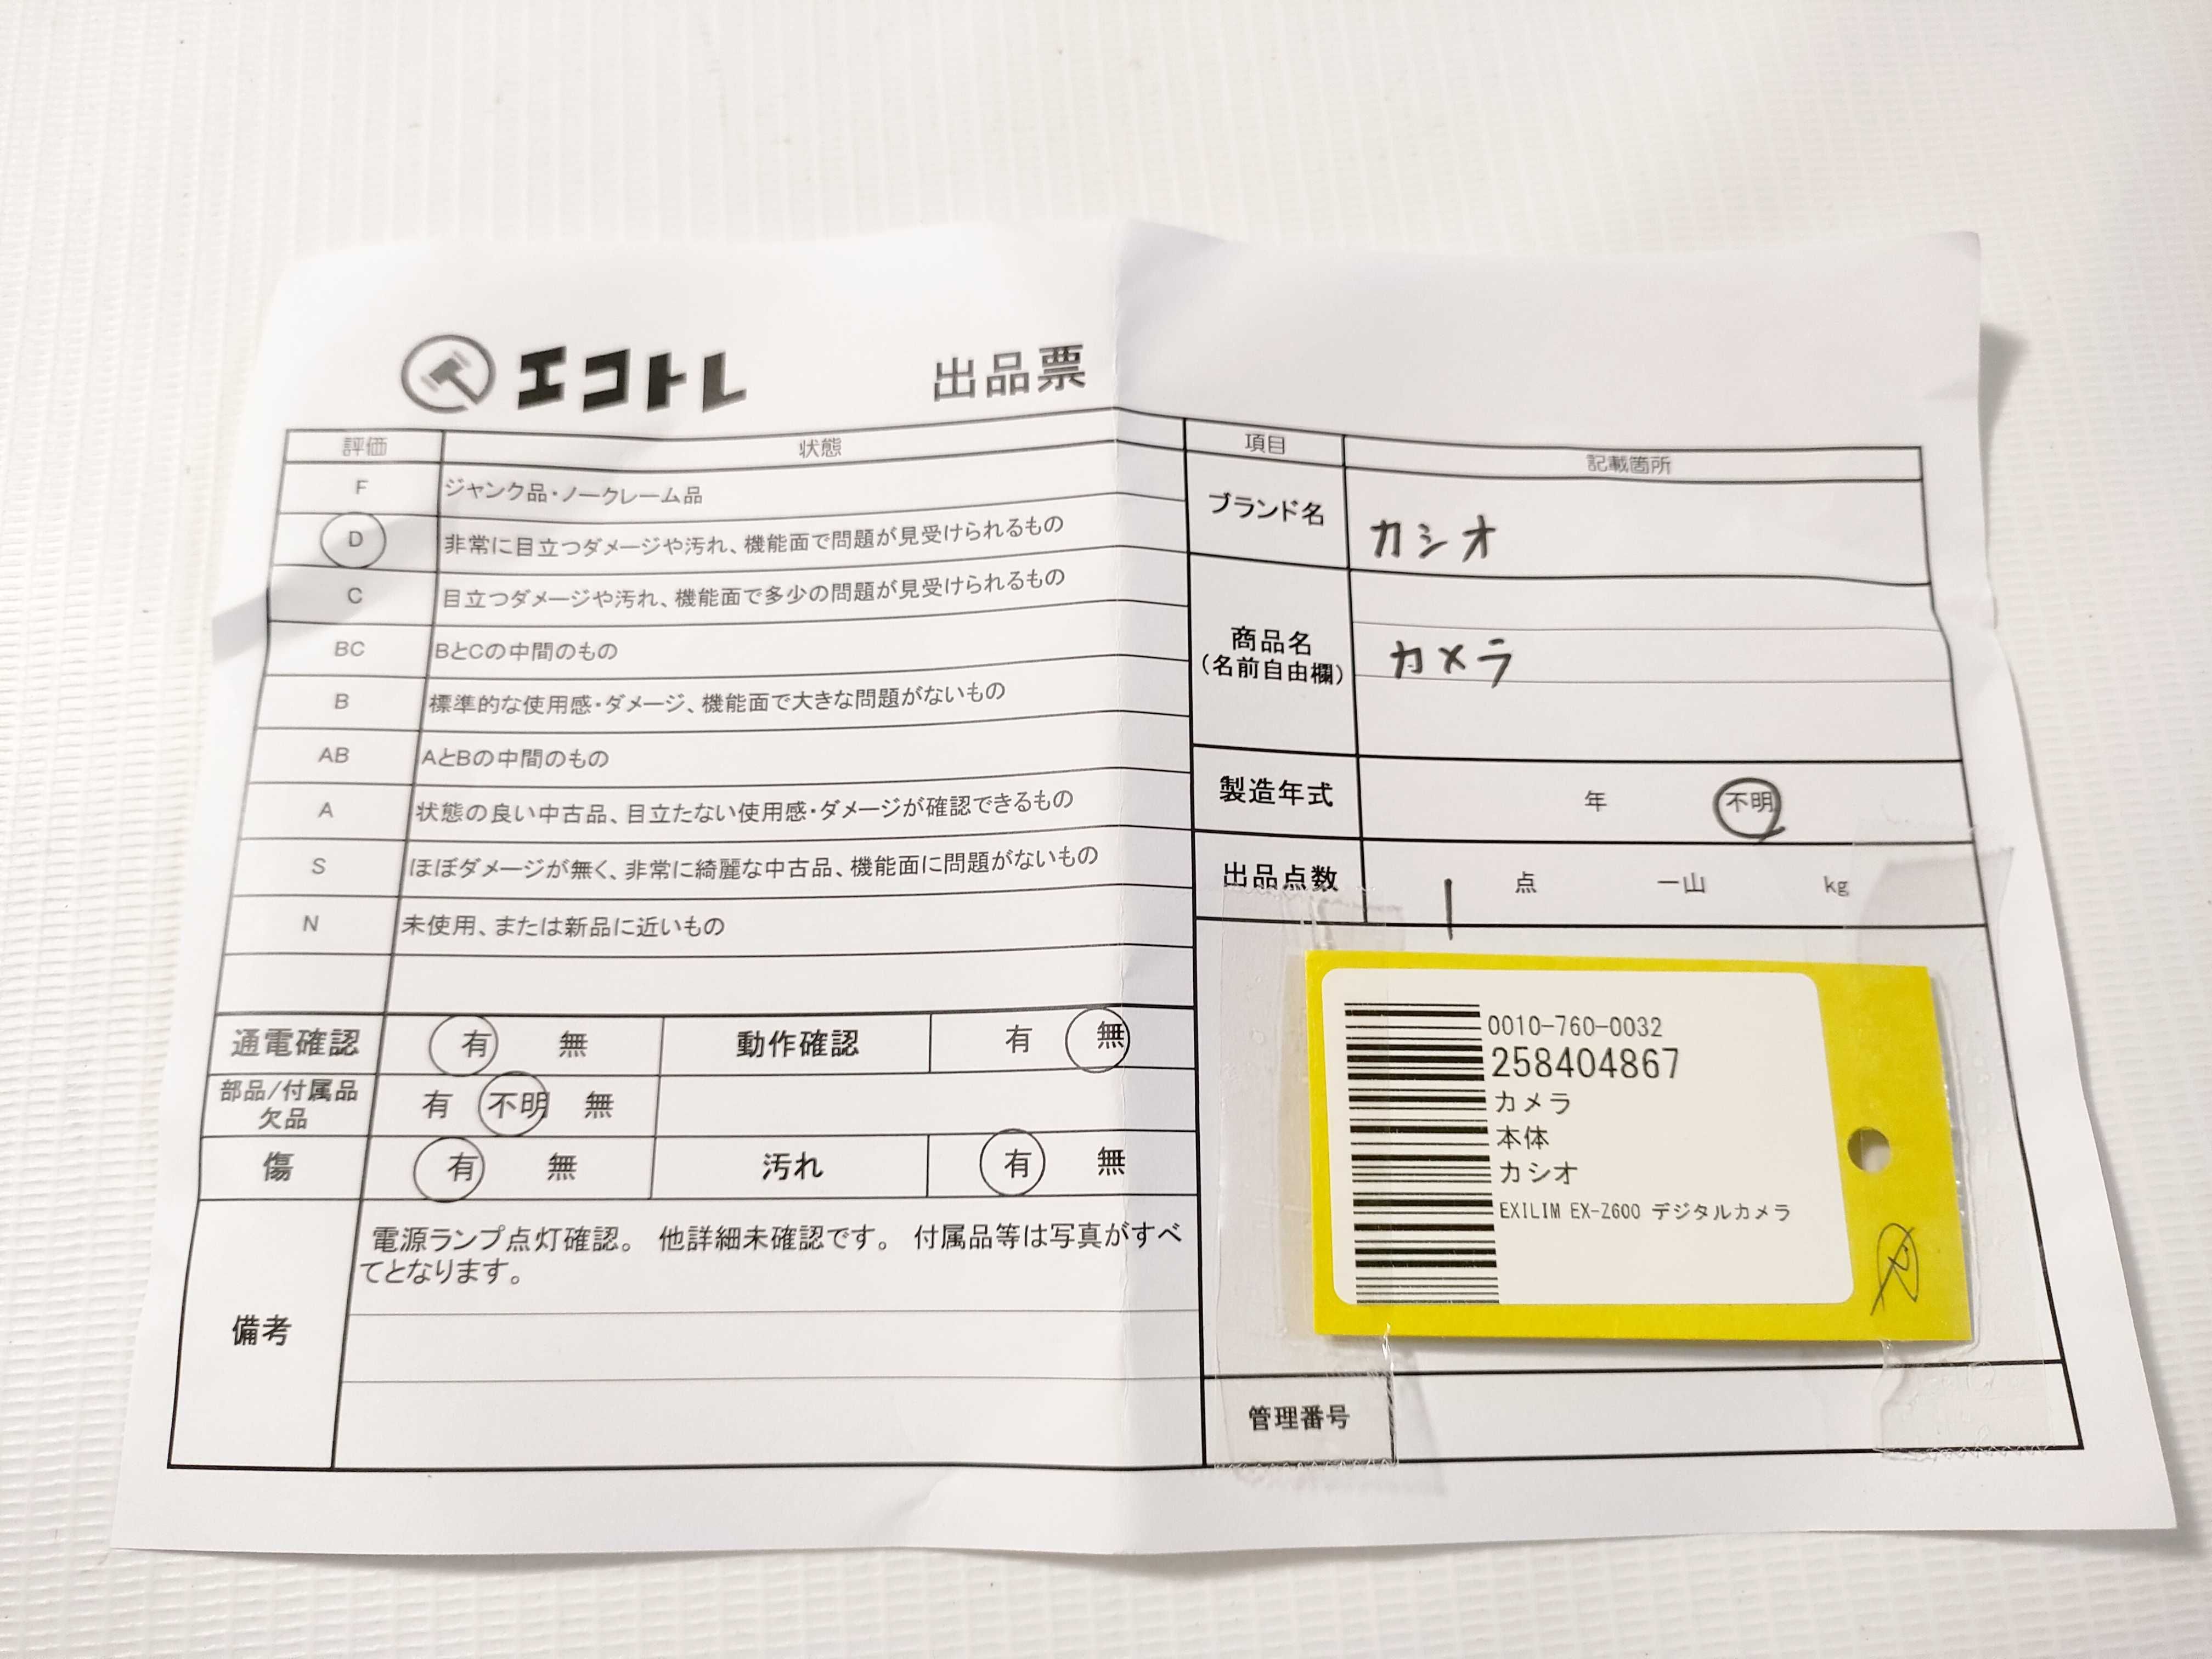 エコトレ 出品票
評価 状態
F ジャンク品・ノークレーム品
D 非常に目立つダメージや汚れ、機能面で問題が見受けられるもの
C 目立つダメージや汚れ、機能面で多少の問題が見受けられるもの
BC BとCの中間のもの
B 標準的な使用感・ダメージ、機能面で大きな問題がないもの
AB AとBの中間のもの
A 状態の良い中古品、目立たない使用感・ダメージが確認できるもの
S ほぼダメージが無く、非常に綺麗な中古品、機能面に問題がないもの
N 未使用、または新品に近いもの
通電確認 有 無 動作確認 有 無
部品/付属品
欠品 有 不明 無
傷 有 無 汚れ 有 無
備考
電源ランプ点灯確認。 他詳細未確認です。 付属品等は写真がすべ
てとなります。
項目 記載箇所
ブランド名 カシオ
商品名
(名前自由欄) カメラ
製造年式 年 不明
出品点数 1 点 一山 kg
0010-760-0032
258404867
カメラ
本体
カシオ
EXILIM EX-Z600 デジタルカメラ
管理番号